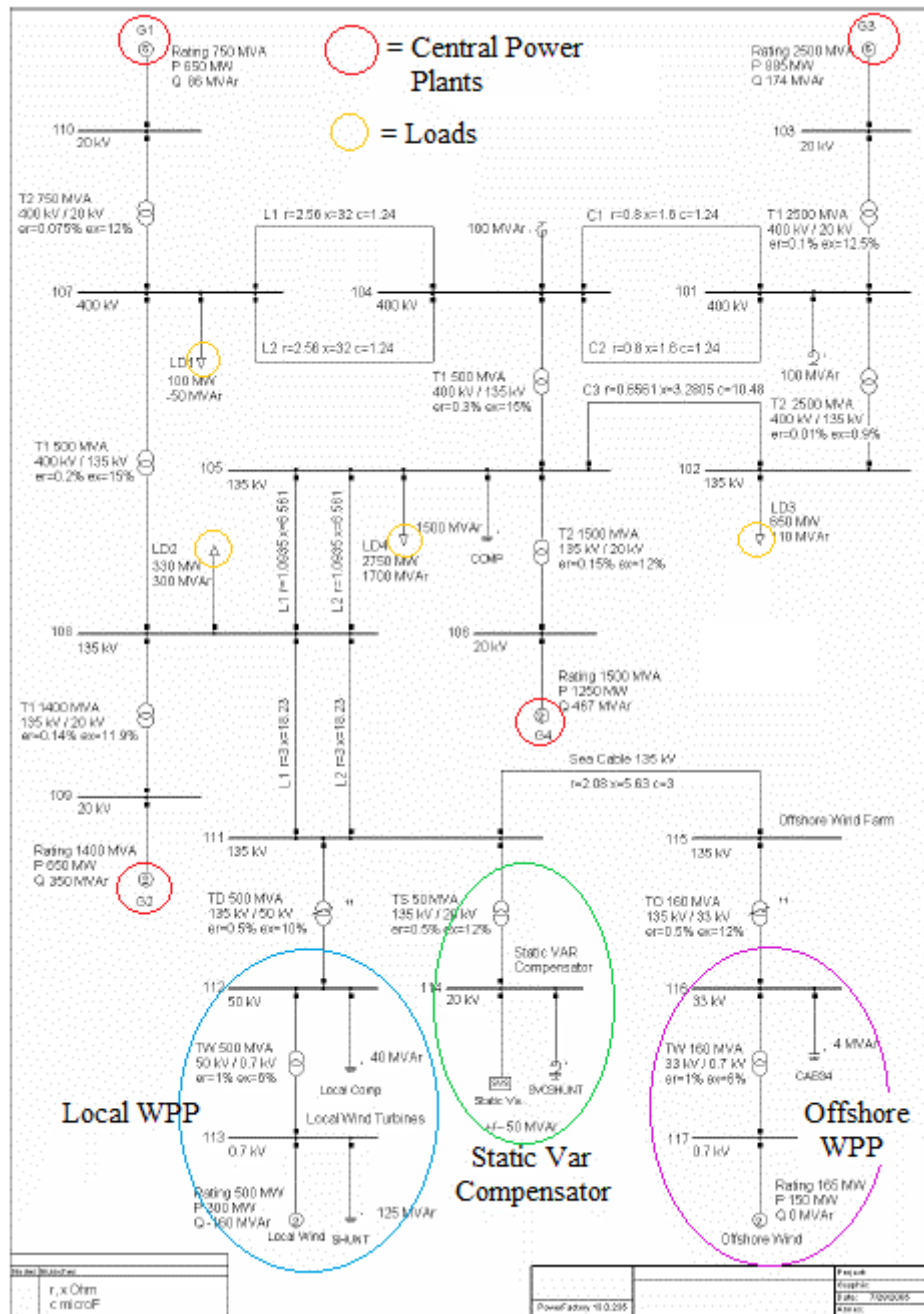 G1
Rating 750 MVA
P 650 MW
Q 86 MVAr
= Central Power
Plants
= Loads
G3
Rating 2500 MVA
P 885 MW
Q 174 MVAr
110
20 kV
103
20 kV
T2 750 MVA
400 kV / 20 kV
er=0.075% ex=12%
L1 r=2.56 x=32 c=1.24
100 MVAr
C1 r=0.8 x=1.6 c=1.24
T1 2500 MVA
400 kV / 20 kV
er=0.1% ex=12.5%
107
400 kV
104
400 kV
101
400 kV
LD1
100 MW
-50 MVAr
L2 r=2.56 x=32 c=1.24
C2 r=0.8 x=1.6 c=1.24
100 MVAr
T1 500 MVA
400 kV / 135 kV
er=0.3% ex=15%
C3 r=0.6561 x=3.2805 c=10.48
T2 2500 MVA
400 kV / 135 kV
er=0.01% ex=0.9%
T1 500 MVA
400 kV / 135 kV
er=0.2% ex=15%
105
135 kV
102
135 kV
LD2
330 MW
300 MVAr
L1 r=1.0935 x=6.561
L2 r=1.0935 x=6.561
LD4
2750 MW
1700 MVAr
1500 MVAr
COMP
T2 1500 MVA
135 kV / 20 kV
er=0.15% ex=12%
LD3
650 MW
110 MVAr
108
135 kV
106
20 kV
T1 1400 MVA
135 kV / 20 kV
er=0.14% ex=11.9%
L1 r=3 x=18.23
L2 r=3 x=18.23
Rating 1500 MVA
P 1250 MW
Q 467 MVAr
G4
Sea Cable 135 kV
r=2.08 x=5.63 c=3
109
20 kV
111
135 kV
115
135 kV
Offshore Wind Farm
Rating 1400 MVA
P 650 MW
Q 350 MVAr
G2
TD 500 MVA
135 kV / 50 kV
er=0.5% ex=10%
TS 50 MVA
135 kV / 20 kV
er=0.5% ex=12%
TO 160 MVA
135 kV / 33 kV
er=0.5% ex=12%
Static VAR
Compensator
112
50 kV
114
20 kV
116
33 kV
TW 500 MVA
50 kV / 0.7 kV
er=1% ex=6%
40 MVAr
Local Comp
SVS
Static Va..
SVCSHUNT
+/- 50 MVAr
TW 160 MVA
33 kV / 0.7 kV
er=1% ex=6%
4 MVAr
Local WPP
Local Wind Turbines
Static Var
Compensator
Offshore
WPP
113
0.7 kV
117
0.7 kV
Rating 500 MW
P 300 MW
Q -160 MVAr
Local Wind
125 MVAr
SHUNT
Rating 165 MW
P 150 MW
Q 0 MVAr
Offshore Wind
r, x Ohm
c microF
Project:
Graphic:
Date:
Annex: